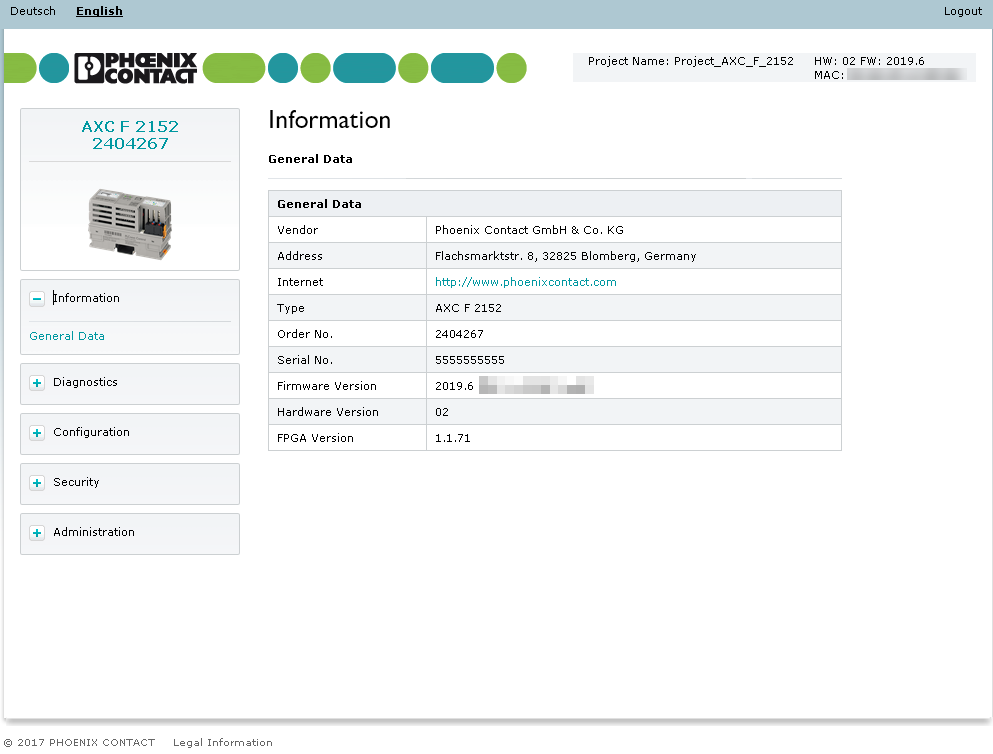 Deutsch English Logout
PHŒNIX
CONTACT
Project Name: Project_AXC_F_2152 HW: 02 FW: 2019.6
MAC:
AXC F 2152
2404267
Information
General Data
Diagnostics
Configuration
Security
Administration
Information
General Data
General Data
Vendor Phoenix Contact GmbH & Co. KG
Address Flachsmarktstr. 8, 32825 Blomberg, Germany
Internet http://www.phoenixcontact.com
Type AXC F 2152
Order No. 2404267
Serial No. 5555555555
Firmware Version 2019.6
Hardware Version 02
FPGA Version 1.1.71
© 2017 PHOENIX CONTACT Legal Information